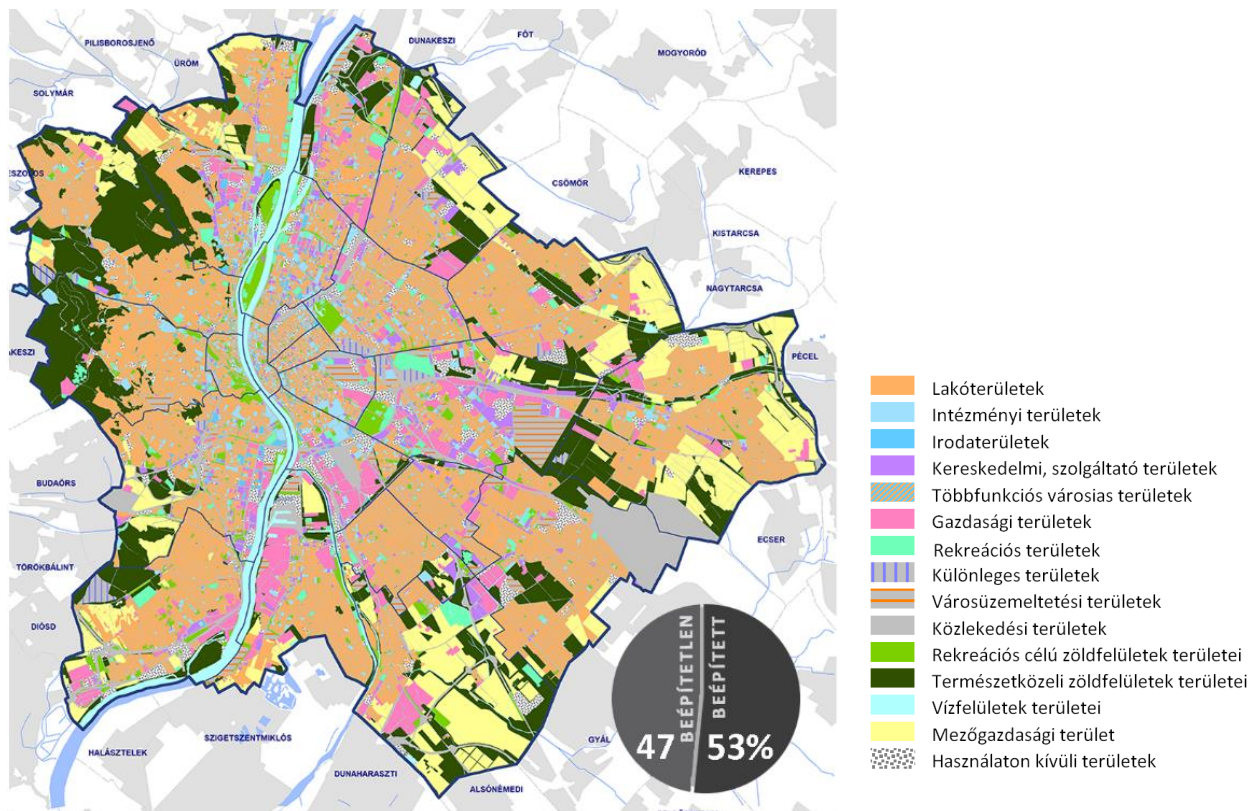 PILISBOROSJENŐ
ÜRÖM
SOLYMÁR
DUNAKESZI
FÓT
MOGYORÓD
CSÖMÖR
KEREPES
KISTARCSA
NAGYTARCSA
PÉCEL
AKESZI
BUDAÖRS
TÖRÖKBÁLINT
DIÓSD
ECSER
HALÁSZTELEK
SZIGETSZENTMIKLÓS
DUNAHARASZTI
ALSÓNÉMEDI
GYÁL
BEÉPÍTETLEN
47
BEÉPÍTETT
53%
Lakóterületek
Intézményi területek
Irodaterületek
Kereskedelmi, szolgáltató területek
Többfunkciós városias területek
Gazdasági területek
Rekreációs területek
Különleges területek
Városüzemeltetési területek
Közlekedési területek
Rekreációs célú zöldfelületek területei
Természetközeli zöldfelületek területei
Vízfelületek területei
Mezőgazdasági terület
Használaton kívüli területek